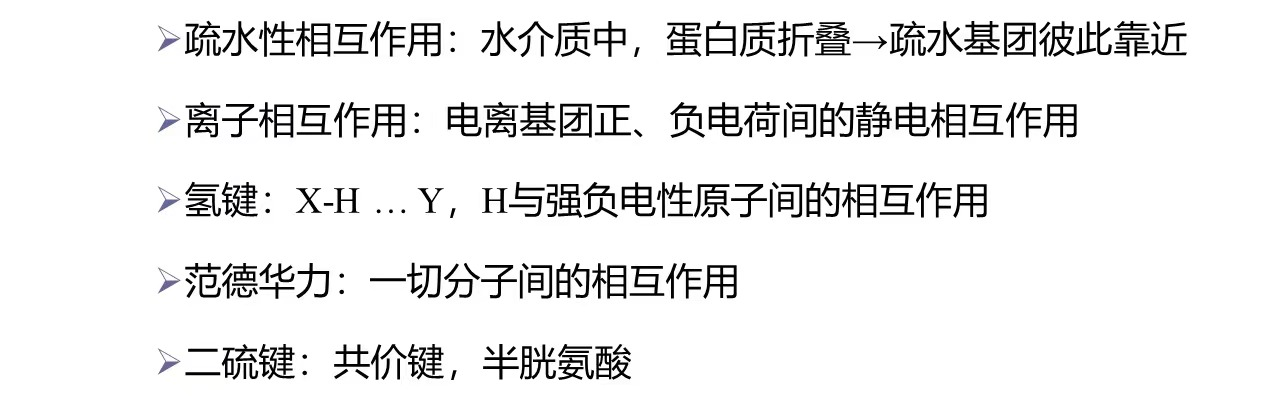 ➢疏水性相互作用：水介质中，蛋白质折叠→疏水基团彼此靠近
➢离子相互作用：电离基团正、负电荷间的静电相互作用
➢氢键：X-H … Y，H与强负电性原子间的相互作用
➢范德华力：一切分子间的相互作用
➢二硫键：共价键，半胱氨酸